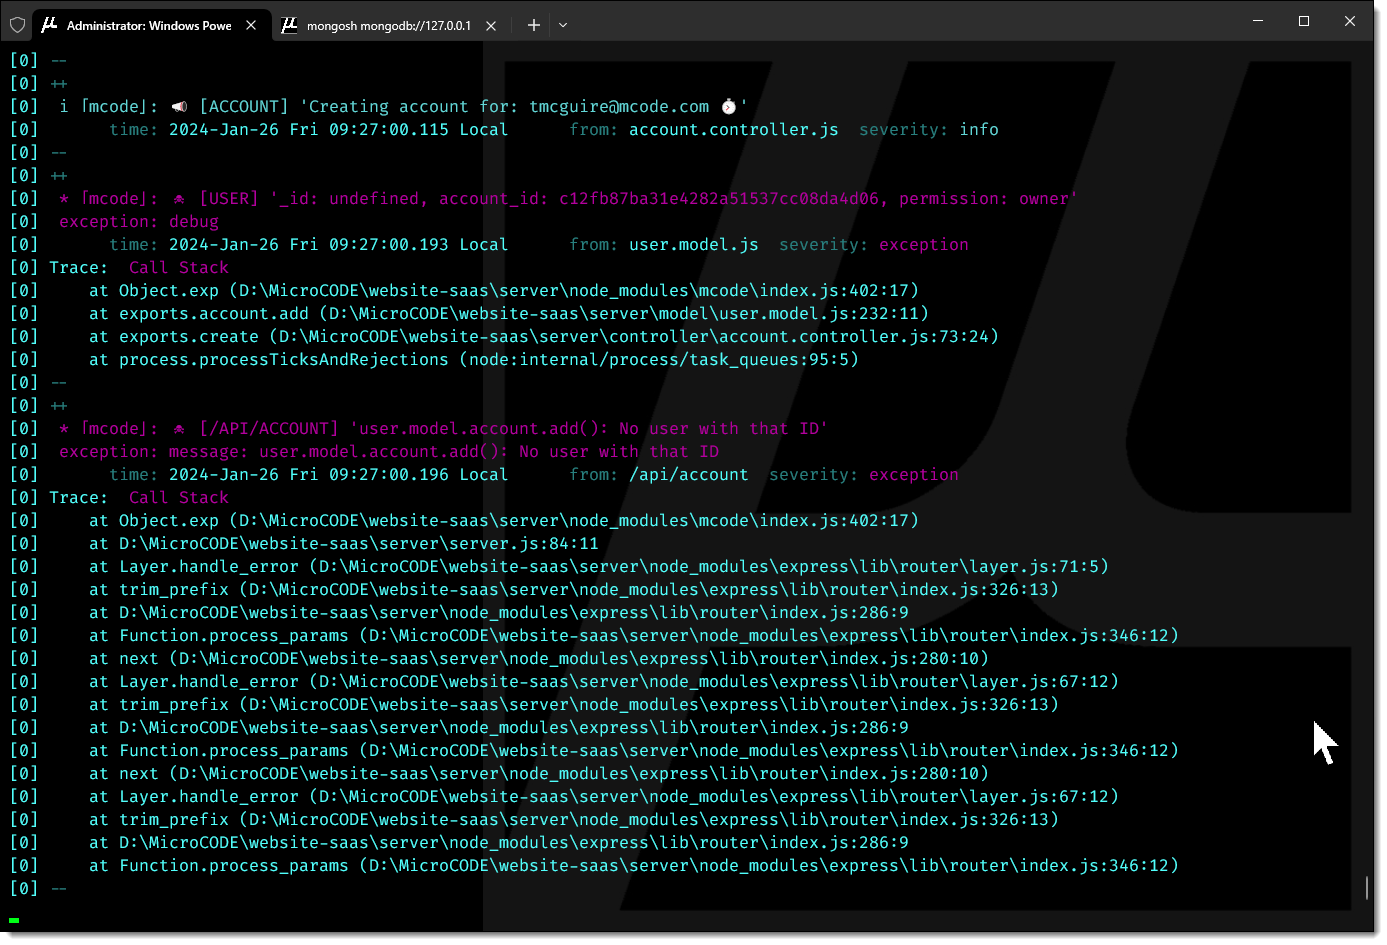 Administrator: Windows Powe
mongosh mongodb://127.0.0.1
[0] --
[0] ++
[0]  i ⌈mcode⌋: 📣 [ACCOUNT] 'Creating account for: tmcguire@mcode.com ⏱️'
[0]       time: 2024-Jan-26 Fri 09:27:00.115 Local      from: account.controller.js  severity: info
[0] --
[0] ++
[0]  * ⌈mcode⌋: ☠ [USER] '_id: undefined, account_id: c12fb87ba31e4282a51537cc08da4d06, permission: owner'
[0]  exception: debug
[0]       time: 2024-Jan-26 Fri 09:27:00.193 Local      from: user.model.js  severity: exception
[0] Trace:  Call Stack
[0]     at Object.exp (D:\MicroCODE\website-saas\server\node_modules\mcode\index.js:402:17)
[0]     at exports.account.add (D:\MicroCODE\website-saas\server\model\user.model.js:232:11)
[0]     at exports.create (D:\MicroCODE\website-saas\server\controller\account.controller.js:73:24)
[0]     at process.processTicksAndRejections (node:internal/process/task_queues:95:5)
[0] --
[0] ++
[0]  * ⌈mcode⌋: ☠ [/API/ACCOUNT] 'user.model.account.add(): No user with that ID'
[0]  exception: message: user.model.account.add(): No user with that ID
[0]       time: 2024-Jan-26 Fri 09:27:00.196 Local      from: /api/account  severity: exception
[0] Trace:  Call Stack
[0]     at Object.exp (D:\MicroCODE\website-saas\server\node_modules\mcode\index.js:402:17)
[0]     at D:\MicroCODE\website-saas\server\server.js:84:11
[0]     at Layer.handle_error (D:\MicroCODE\website-saas\server\node_modules\express\lib\router\layer.js:71:5)
[0]     at trim_prefix (D:\MicroCODE\website-saas\server\node_modules\express\lib\router\index.js:326:13)
[0]     at D:\MicroCODE\website-saas\server\node_modules\express\lib\router\index.js:286:9
[0]     at Function.process_params (D:\MicroCODE\website-saas\server\node_modules\express\lib\router\index.js:346:12)
[0]     at next (D:\MicroCODE\website-saas\server\node_modules\express\lib\router\index.js:280:10)
[0]     at Layer.handle_error (D:\MicroCODE\website-saas\server\node_modules\express\lib\router\layer.js:67:12)
[0]     at trim_prefix (D:\MicroCODE\website-saas\server\node_modules\express\lib\router\index.js:326:13)
[0]     at D:\MicroCODE\website-saas\server\node_modules\express\lib\router\index.js:286:9
[0]     at Function.process_params (D:\MicroCODE\website-saas\server\node_modules\express\lib\router\index.js:346:12)
[0]     at next (D:\MicroCODE\website-saas\server\node_modules\express\lib\router\index.js:280:10)
[0]     at Layer.handle_error (D:\MicroCODE\website-saas\server\node_modules\express\lib\router\layer.js:67:12)
[0]     at trim_prefix (D:\MicroCODE\website-saas\server\node_modules\express\lib\router\index.js:326:13)
[0]     at D:\MicroCODE\website-saas\server\node_modules\express\lib\router\index.js:286:9
[0]     at Function.process_params (D:\MicroCODE\website-saas\server\node_modules\express\lib\router\index.js:346:12)
[0] --